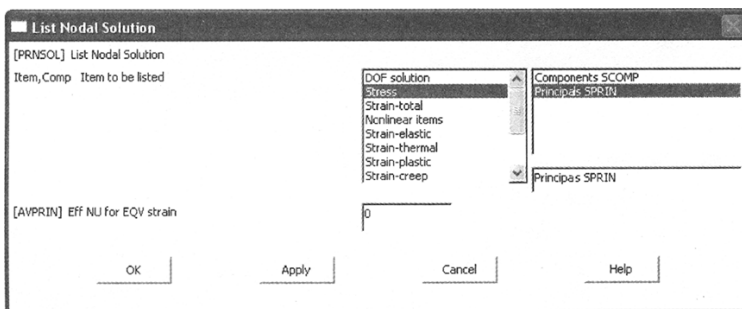 List Nodal Solution
[PRNSOL] List Nodal Solution
Item,Comp Item to be listed
DOF solution
Stress
Strain-total
Nonlinear items
Strain-elastic
Strain-thermal
Strain-plastic
Strain-creep
Components SCOMP
Principals SPRIN
Principas SPRIN
[AVPRIN] Eff NU for EQV strain
0
OK Apply Cancel Help